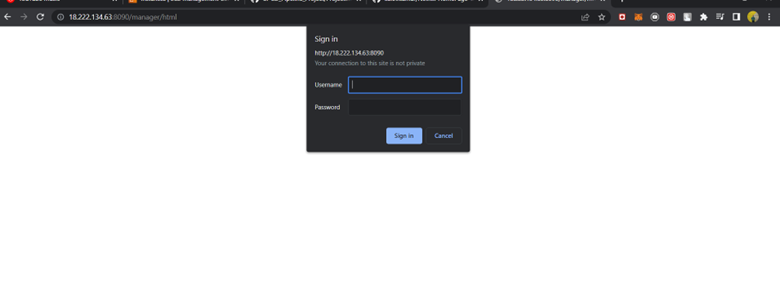 18.222.134.63:8090/manager/html
Sign in
http://18.222.134.63:8090
Your connection to this site is not private
Username
Password
Sign in
Cancel